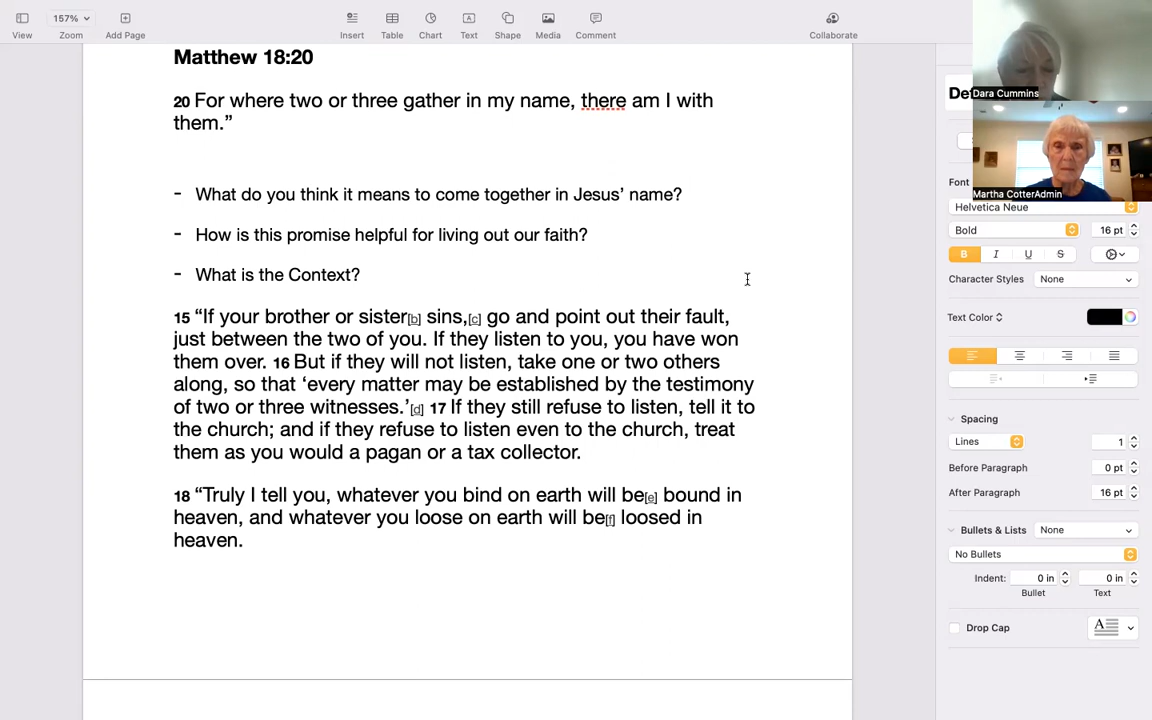 157%
View
Zoom
Add Page
Insert
Table
Chart
Text
Shape
Media
Comment
Collaborate
Matthew 18:20
20 For where two or three gather in my name, there am I with
them.”
- What do you think it means to come together in Jesus’ name?
- How is this promise helpful for living out our faith?
- What is the Context?
15 “If your brother or sister[b] sins,[c] go and point out their fault,
just between the two of you. If they listen to you, you have won
them over. 16 But if they will not listen, take one or two others
along, so that ‘every matter may be established by the testimony
of two or three witnesses.’[d] 17 If they still refuse to listen, tell it to
the church; and if they refuse to listen even to the church, treat
them as you would a pagan or a tax collector.
18 “Truly I tell you, whatever you bind on earth will be[e] bound in
heaven, and whatever you loose on earth will be[f] loosed in
heaven.
Dara Cummins
Martha CotterAdmin
Font
Helvetica Neue
Bold 16 pt
B I U S
Character Styles None
Text Color
Spacing
Lines 1
Before Paragraph 0 pt
After Paragraph 16 pt
Bullets & Lists None
No Bullets
Indent: 0 in 0 in
Bullet Text
Drop Cap A